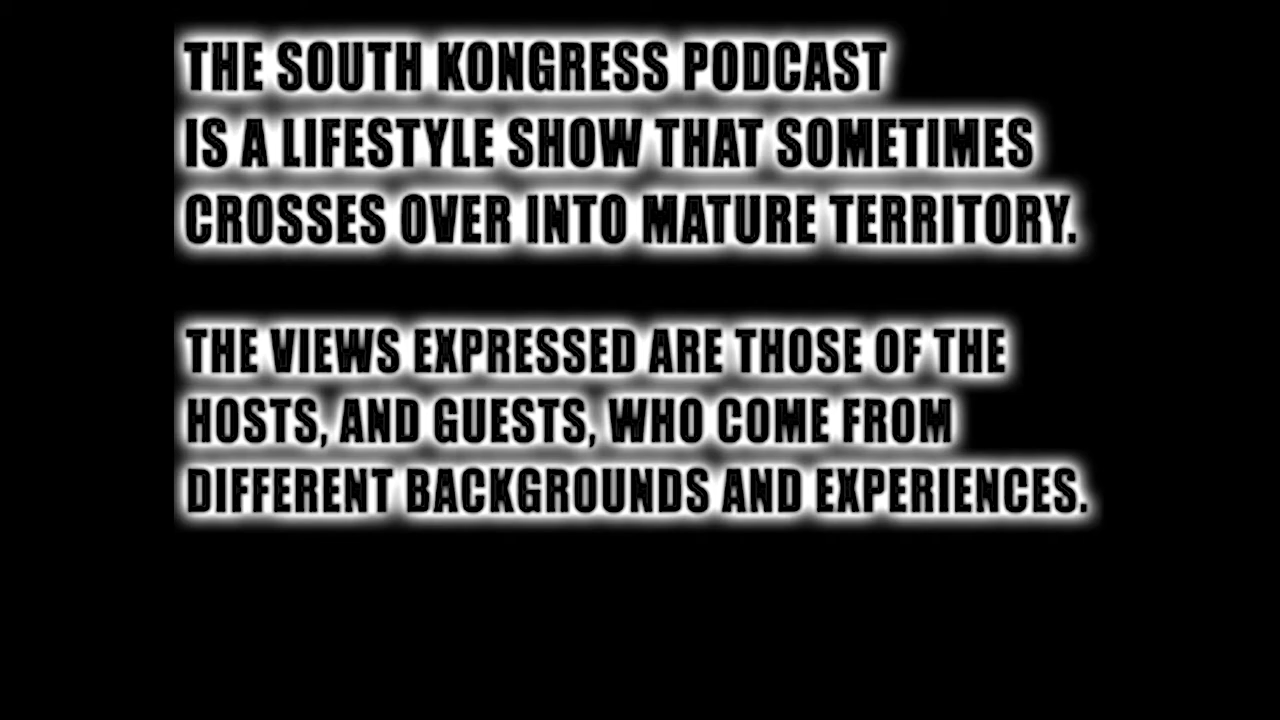 THE SOUTH KONGRESS PODCAST
IS A LIFESTYLE SHOW THAT SOMETIMES
CROSSES OVER INTO MATURE TERRITORY.
THE VIEWS EXPRESSED ARE THOSE OF THE
HOSTS, AND GUESTS, WHO COME FROM
DIFFERENT BACKGROUNDS AND EXPERIENCES.